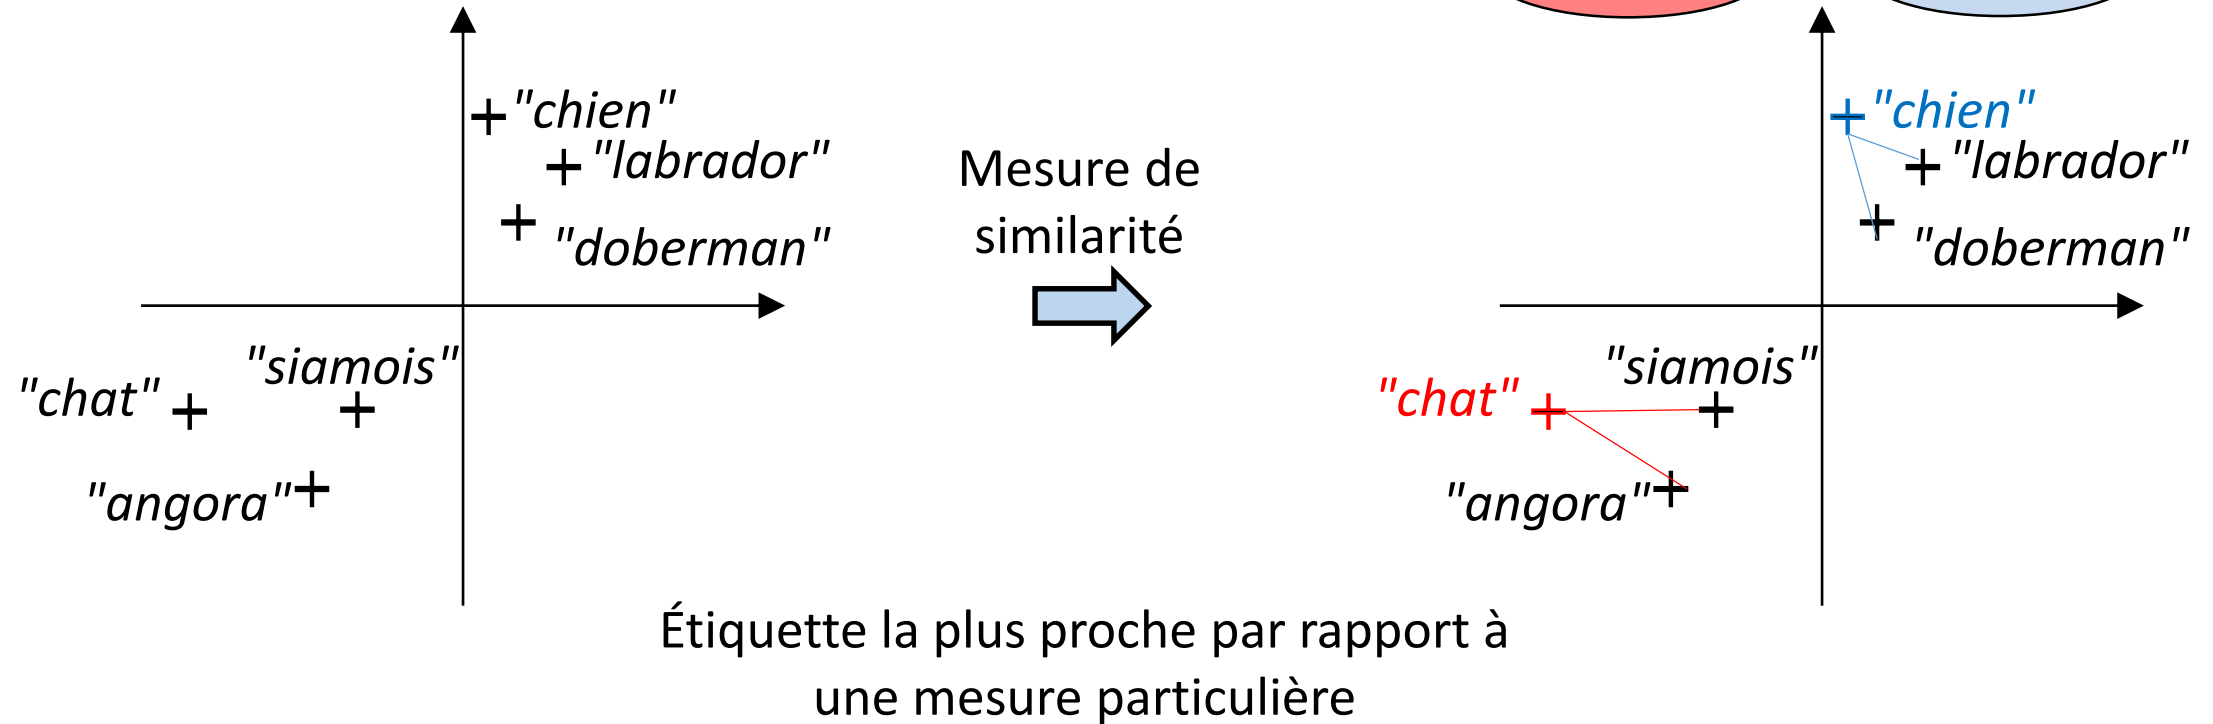 "chien"
"labrador"
"doberman"
"siamois"
"chat"
"angora"
Mesure de
similarité
"chien"
"labrador"
"doberman"
"siamois"
"chat"
"angora"
Étiquette la plus proche par rapport à
une mesure particulière